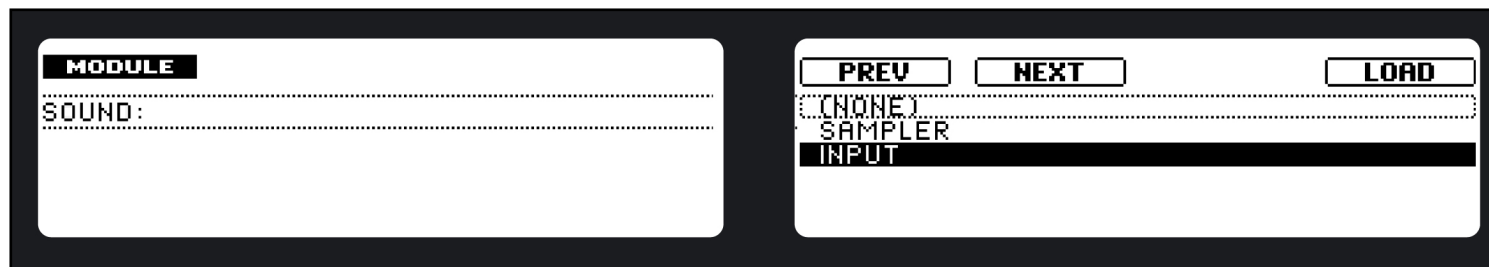 MODULE
SOUND:
PREV NEXT LOAD
(NONE)
SAMPLER
INPUT